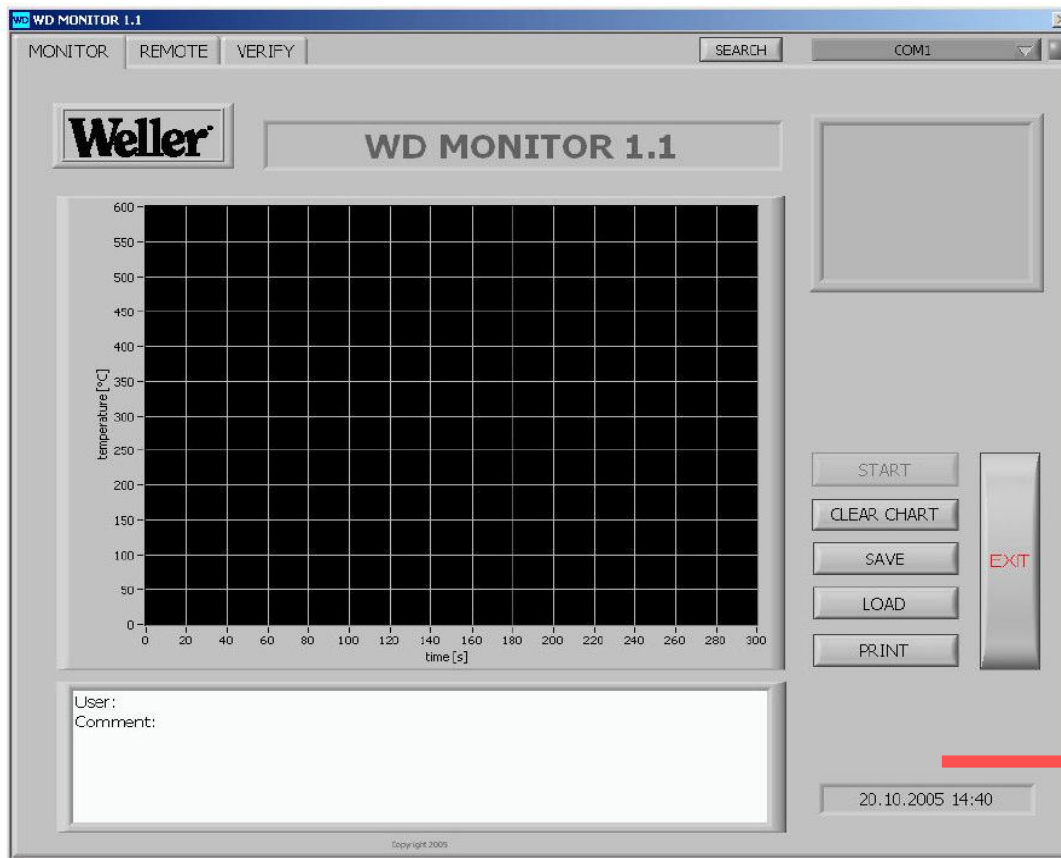 WD WD MONITOR 1.1
MONITOR REMOTE VERIFY SEARCH COM1
Weller
WD MONITOR 1.1
600
550
500
450
400
350
300
250
200
150
100
50
0
temperature [°C]
0 20 40 60 80 100 120 140 160 180 200 220 240 260 280 300
time [s]
START
CLEAR CHART
SAVE
LOAD
PRINT
EXIT
User:
Comment:
20.10.2005 14:40
Copyright 2005